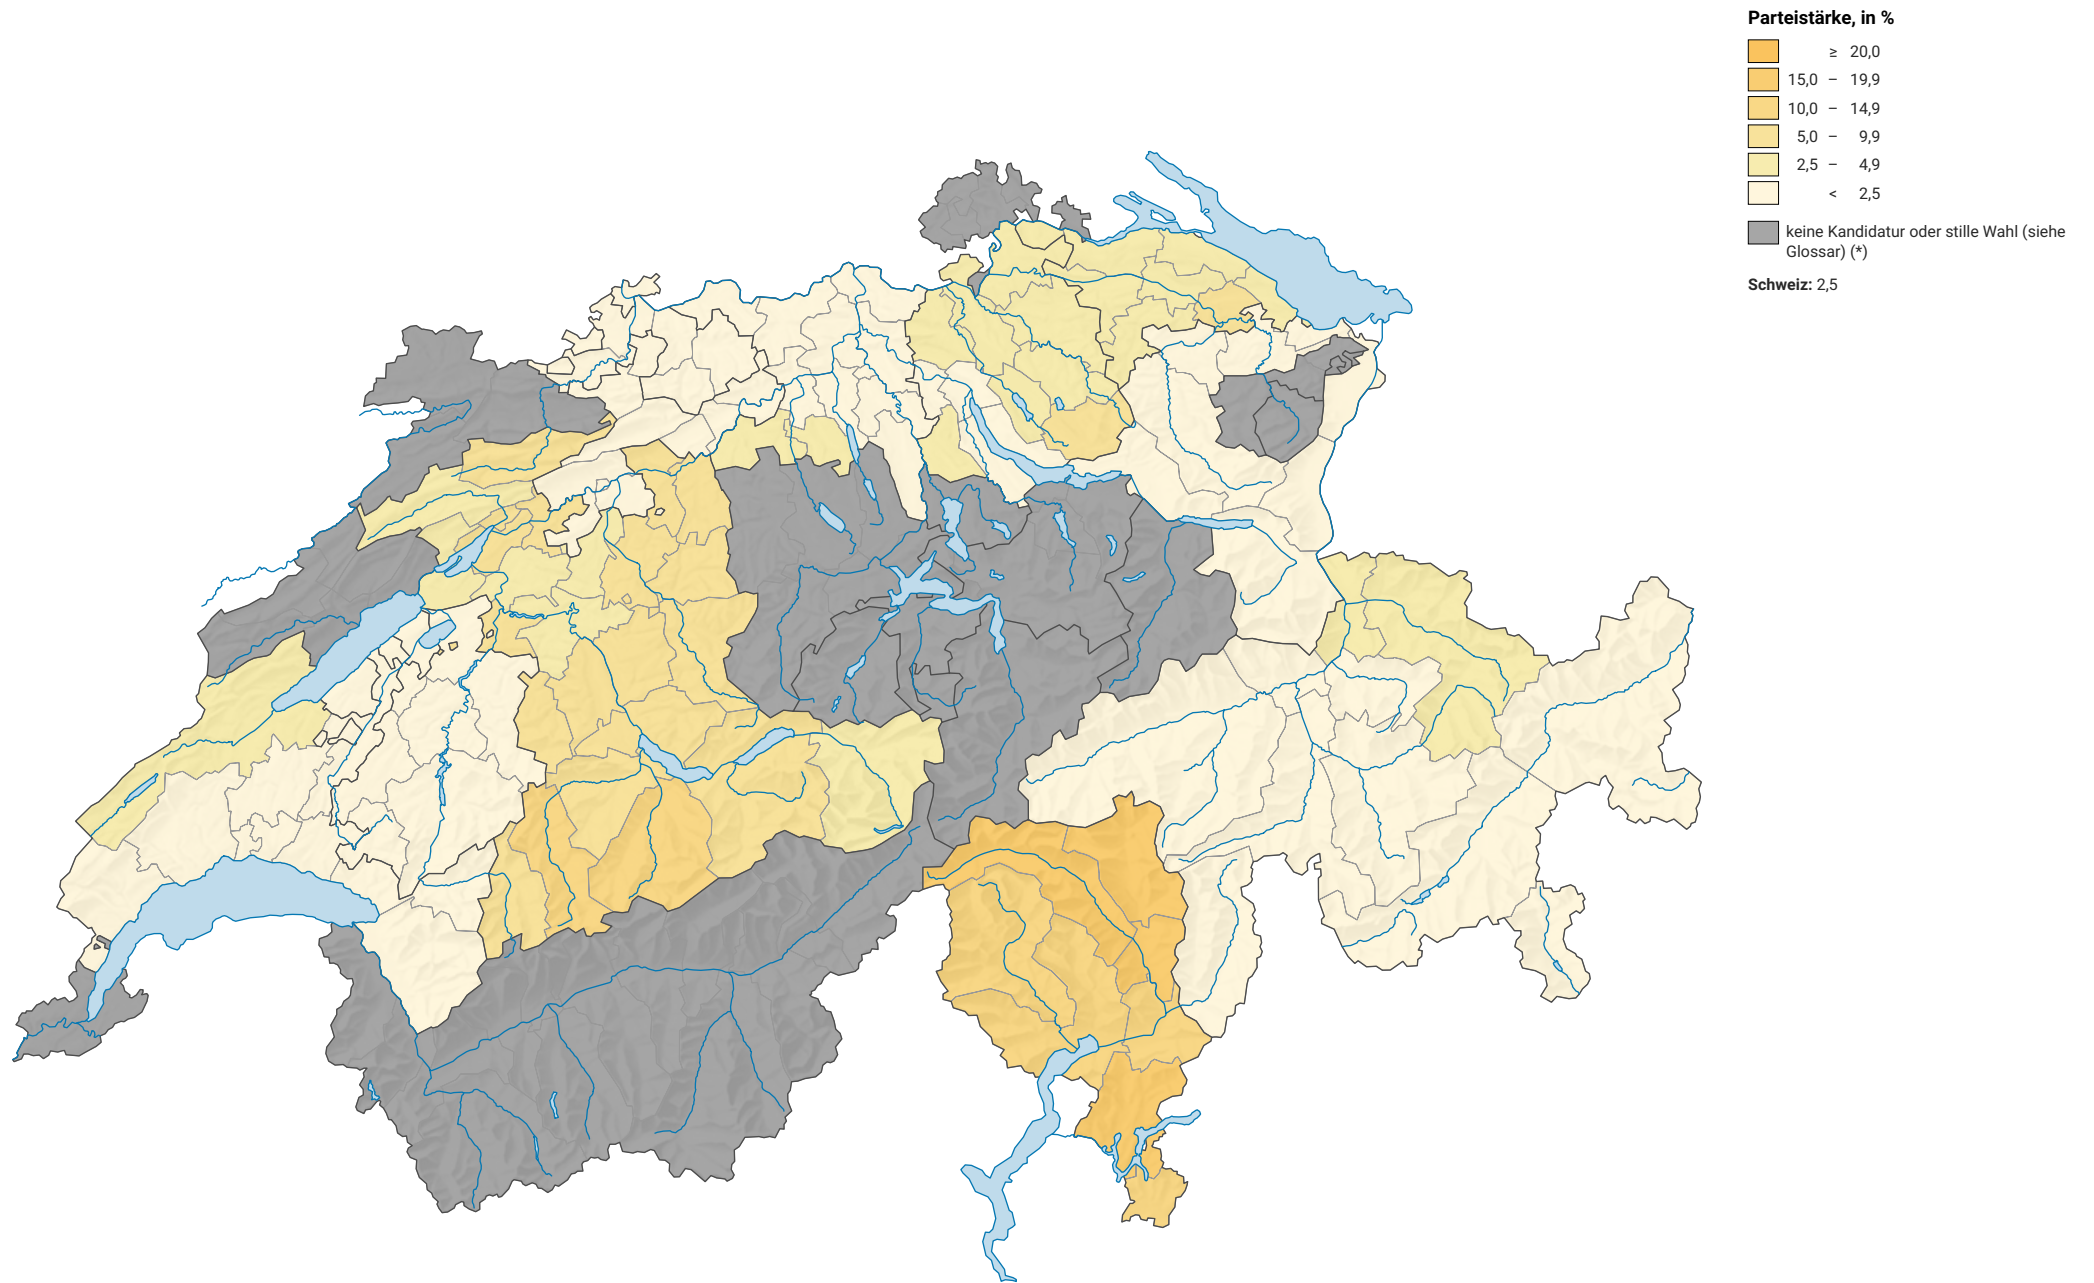 Parteistärke, in %
≥ 20,0
15,0 – 19,9
10,0 – 14,9
5,0 – 9,9
2,5 – 4,9
< 2,5
keine Kandidatur oder stille Wahl (siehe
Glossar) (*)
Schweiz: 2,5